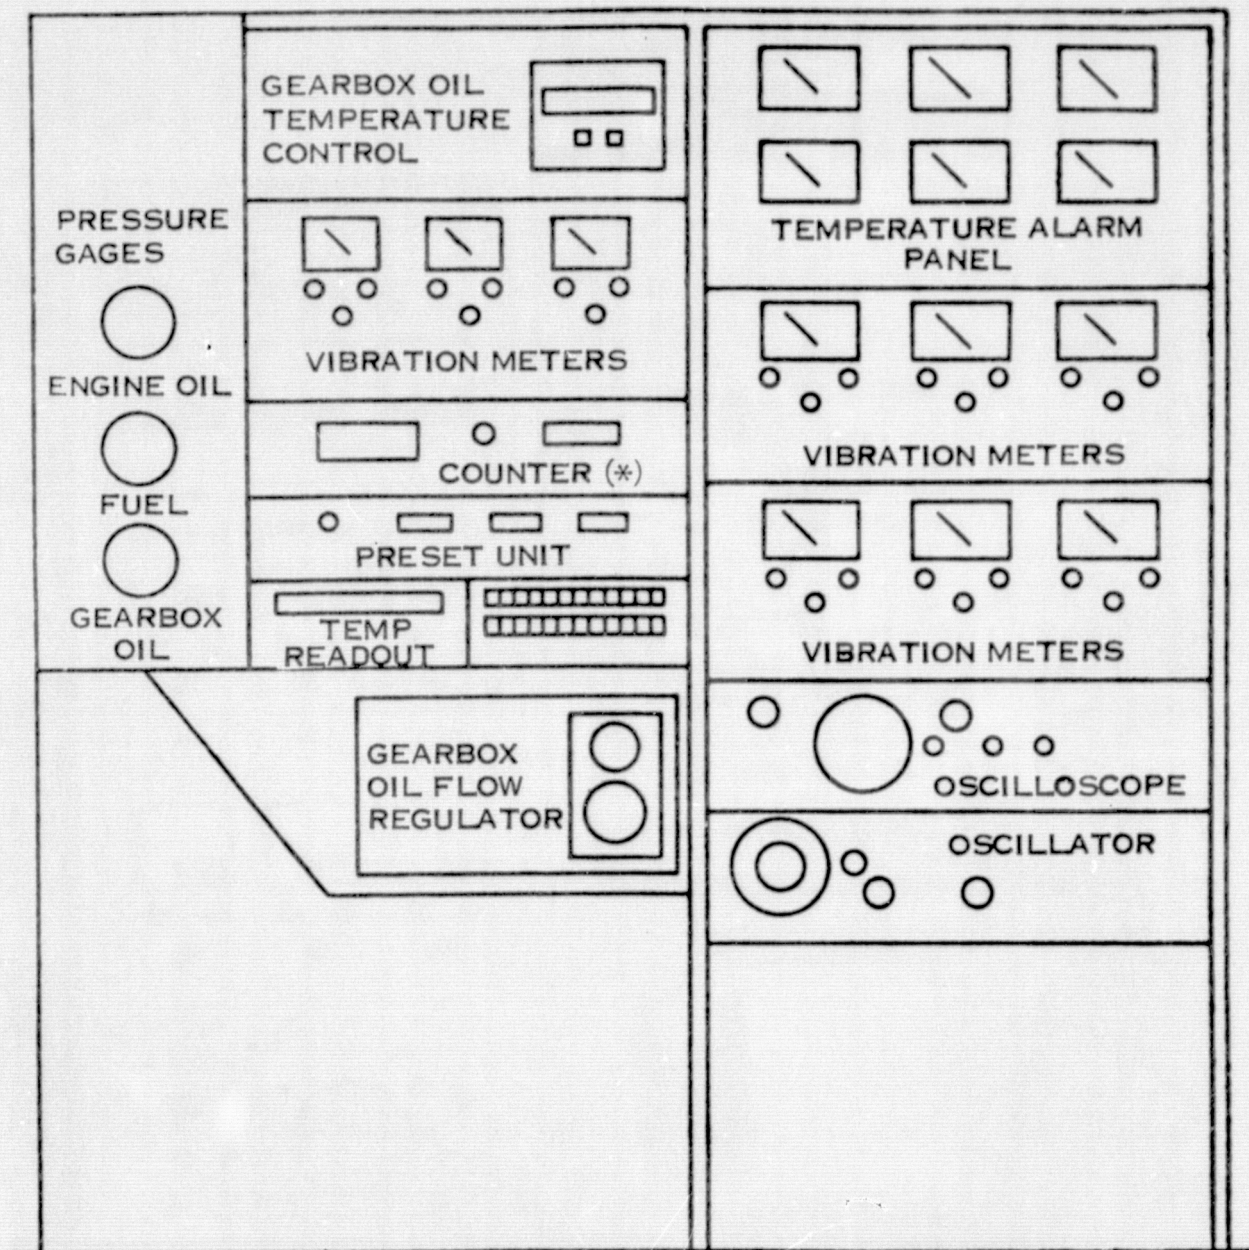 PRESSURE
GAGES
ENGINE OIL
FUEL
GEARBOX
OIL
GEARBOX OIL
TEMPERATURE
CONTROL
VIBRATION METERS
COUNTER (*)
PRESET UNIT
TEMP
READOUT
GEARBOX
OIL FLOW
REGULATOR
TEMPERATURE ALARM
PANEL
VIBRATION METERS
VIBRATION METERS
OSCILLOSCOPE
OSCILLATOR